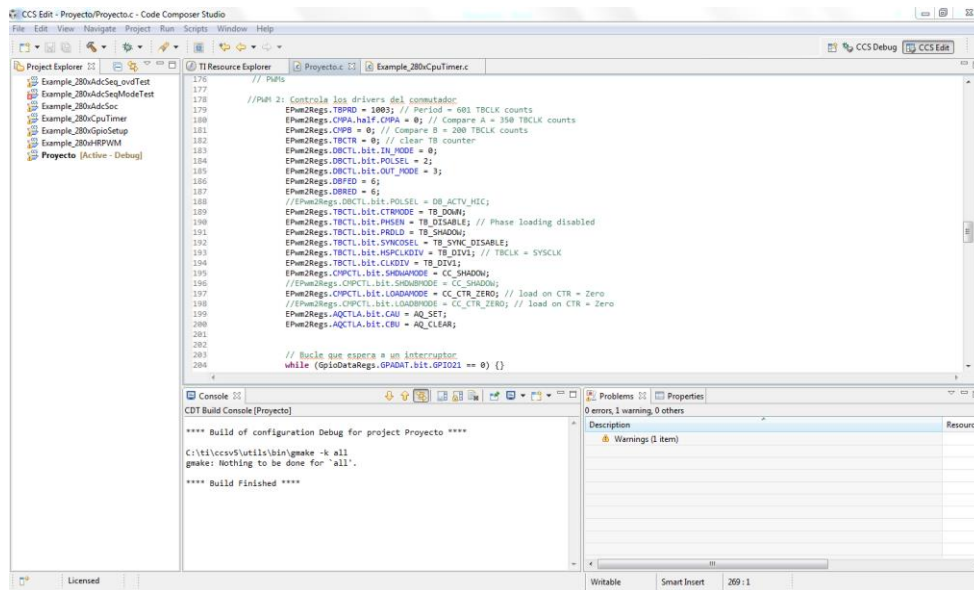 CCS Edit - Proyecto/Proyecto.c - Code Composer Studio
File Edit View Navigate Project Run Scripts Window Help
CCS Debug CCS Edit
Project Explorer
TI Resource Explorer Proyecto.c Example_280xCpuTimer.c
Example_280xAdcSeq_ovdTest
Example_280xAdcSeqModeTest
Example_280xAdcSoc
Example_280xCpuTimer
Example_280xGpioSetup
Example_280xHRPWM
Proyecto [Active - Debug]
176 // PWMs
177
178 //PWM 2: Controla los drivers del conmutador
179 EPwm2Regs.TBPRD = 1003; // Period = 601 TBCLK counts
180 EPwm2Regs.CMPA.half.CMPA = 0; // Compare A = 350 TBCLK counts
181 EPwm2Regs.CMPB = 0; // Compare B = 200 TBCLK counts
182 EPwm2Regs.TBCTR = 0; // clear TB counter
183 EPwm2Regs.DBCTL.bit.IN_MODE = 0;
184 EPwm2Regs.DBCTL.bit.POLSEL = 2;
185 EPwm2Regs.DBCTL.bit.OUT_MODE = 3;
186 EPwm2Regs.DBFED = 6;
187 EPwm2Regs.DBRED = 6;
188 //EPwm2Regs.DBCTL.bit.POLSEL = DB_ACTV_HIC;
189 EPwm2Regs.TBCTL.bit.CTRMODE = TB_DOWN;
190 EPwm2Regs.TBCTL.bit.PHSEN = TB_DISABLE; // Phase loading disabled
191 EPwm2Regs.TBCTL.bit.PRDLD = TB_SHADOW;
192 EPwm2Regs.TBCTL.bit.SYNCOSEL = TB_SYNC_DISABLE;
193 EPwm2Regs.TBCTL.bit.HSPCLKDIV = TB_DIV1; // TBCLK = SYSCLK
194 EPwm2Regs.TBCTL.bit.CLKDIV = TB_DIV1;
195 EPwm2Regs.CMPCTL.bit.SHDWAMODE = CC_SHADOW;
196 //EPwm2Regs.CMPCTL.bit.SHDWBMODE = CC_SHADOW;
197 EPwm2Regs.CMPCTL.bit.LOADAMODE = CC_CTR_ZERO; // load on CTR = Zero
198 //EPwm2Regs.CMPCTL.bit.LOADBMODE = CC_CTR_ZERO; // load on CTR = Zero
199 EPwm2Regs.AQCTLA.bit.CAU = AQ_SET;
200 EPwm2Regs.AQCTLA.bit.CBU = AQ_CLEAR;
201
202
203 // Bucle que espera a un interruptor
204 while (GpioDataRegs.GPADAT.bit.GPIO21 == 0) {}
Console
CDT Build Console [Proyecto]
**** Build of configuration Debug for project Proyecto ****
C:\ti\ccsv5\utils\bin\gmake -k all
gmake: Nothing to be done for `all'.
**** Build Finished ****
Problems Properties
0 errors, 1 warning, 0 others
Description Resourc
Warnings (1 item)
Licensed
Writable Smart Insert 269 : 1